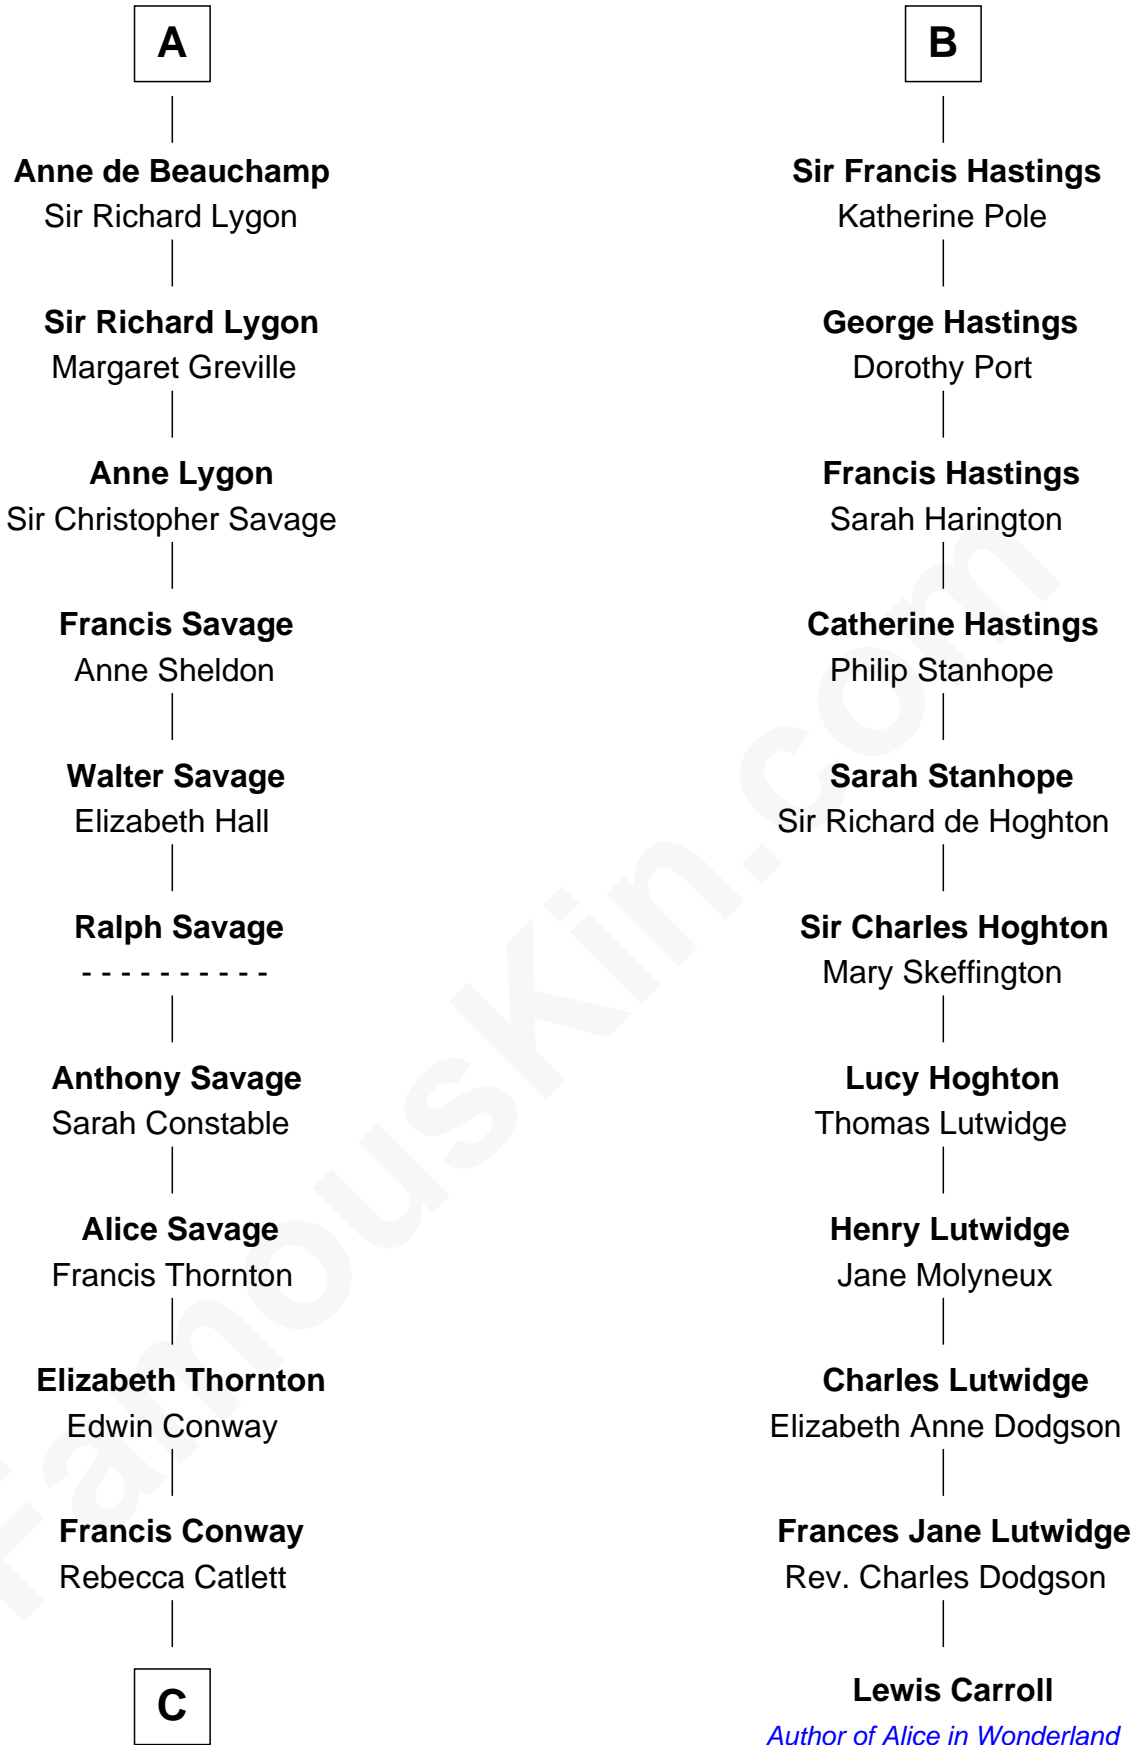 A
Anne de Beauchamp
Sir Richard Lygon
Sir Richard Lygon
Margaret Greville
Anne Lygon
Sir Christopher Savage
Francis Savage
Anne Sheldon
Walter Savage
Elizabeth Hall
Ralph Savage
- - - - - - - - - -
Anthony Savage
Sarah Constable
Alice Savage
Francis Thornton
Elizabeth Thornton
Edwin Conway
Francis Conway
Rebecca Catlett
C
B
Sir Francis Hastings
Katherine Pole
George Hastings
Dorothy Port
Francis Hastings
Sarah Harington
Catherine Hastings
Philip Stanhope
Sarah Stanhope
Sir Richard de Hoghton
Sir Charles Hoghton
Mary Skeffington
Lucy Hoghton
Thomas Lutwidge
Henry Lutwidge
Jane Molyneux
Charles Lutwidge
Elizabeth Anne Dodgson
Frances Jane Lutwidge
Rev. Charles Dodgson
Lewis Carroll
Author of Alice in Wonderland
FamousKin.com